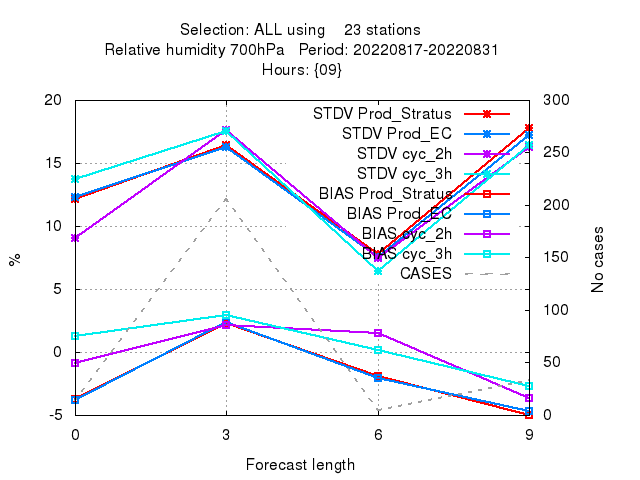 Selection: ALL using    23 stations
Relative humidity 700hPa   Period: 20220817-20220831
Hours: {09}
20
15
10
5
0
-5
%
STDV Prod_Stratus
STDV Prod_EC
STDV cyc_2h
STDV cyc_3h
BIAS Prod_Stratus
BIAS Prod_EC
BIAS cyc_2h
BIAS cyc_3h
CASES
300
250
200
150
100
50
0
No cases
0 3 6 9
Forecast length